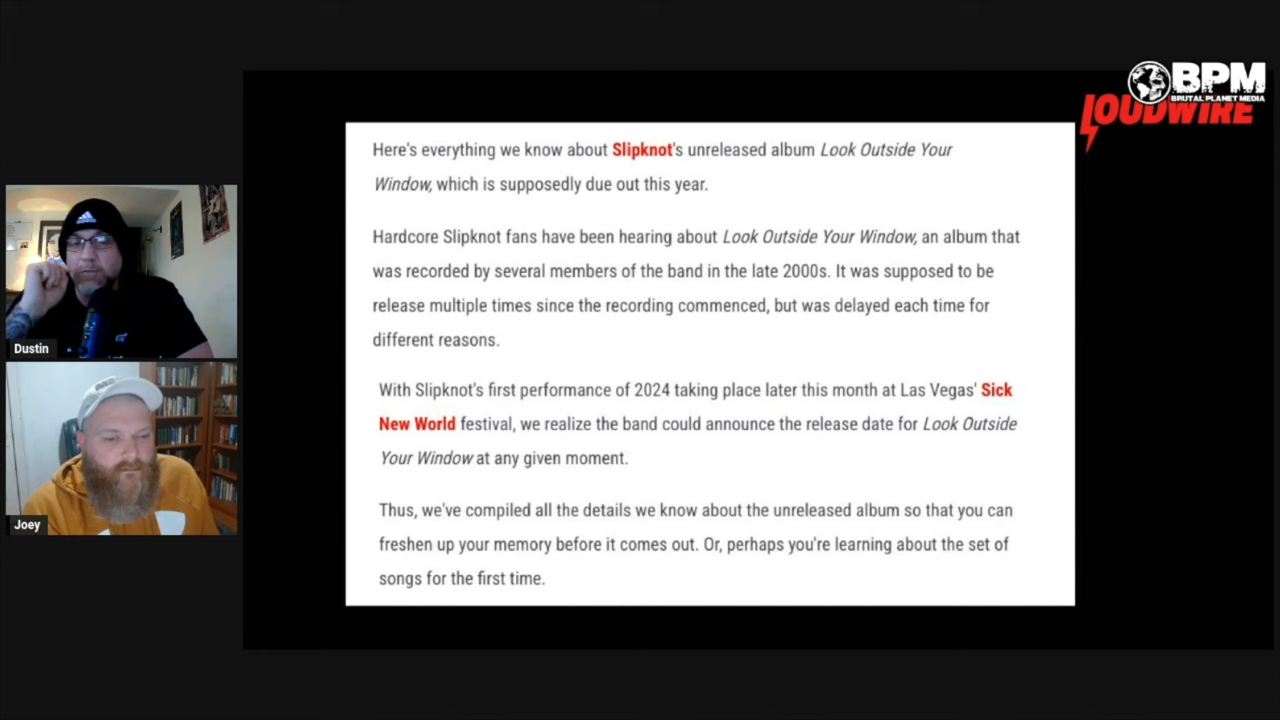 BPM
BRUTAL PLANET MEDIA
LOUDWIRE
Here's everything we know about Slipknot's unreleased album Look Outside Your
Window, which is supposedly due out this year.
Hardcore Slipknot fans have been hearing about Look Outside Your Window, an album that
was recorded by several members of the band in the late 2000s. It was supposed to be
release multiple times since the recording commenced, but was delayed each time for
different reasons.
With Slipknot's first performance of 2024 taking place later this month at Las Vegas' Sick
New World festival, we realize the band could announce the release date for Look Outside
Your Window at any given moment.
Thus, we've compiled all the details we know about the unreleased album so that you can
freshen up your memory before it comes out. Or, perhaps you're learning about the set of
songs for the first time.
Dustin
Joey